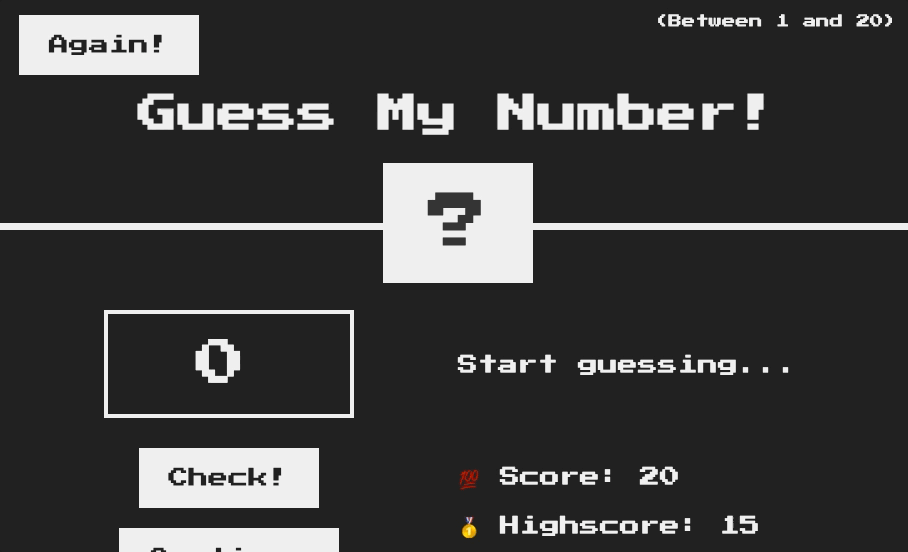 Again!
(Between 1 and 20)
Guess My Number!
?
0
Start guessing...
Check!
💯 Score: 20
🥇 Highscore: 15